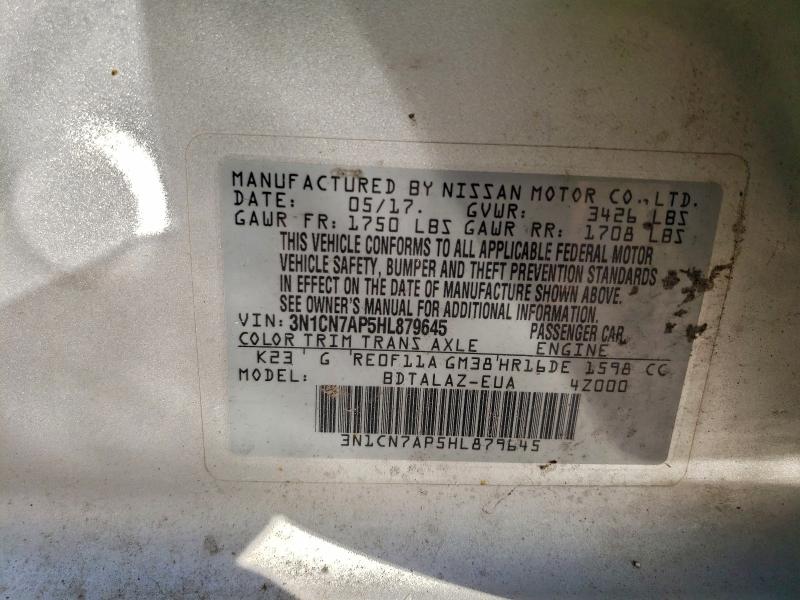 MANUFACTURED BY NISSAN MOTOR CO., LTD.
DATE: 05/17. GVWR: 3426 LBS
GAWR FR: 1750 LBS GAWR RR: 1708 LBS
THIS VEHICLE CONFORMS TO ALL APPLICABLE FEDERAL MOTOR
VEHICLE SAFETY, BUMPER AND THEFT PREVENTION STANDARDS
IN EFFECT ON THE DATE OF MANUFACTURE SHOWN ABOVE.
SEE OWNER'S MANUAL FOR ADDITIONAL INFORMATION.
VIN: 3N1CN7AP5HL879645 PASSENGER CAR
COLOR TRIM TRANS AXLE ENGINE
K23 ' G 'RE0F11A GM38'HR16DE 1598 CC
MODEL: BDTALAZ-EUA 4Z000
3N1CN7AP5HL879645